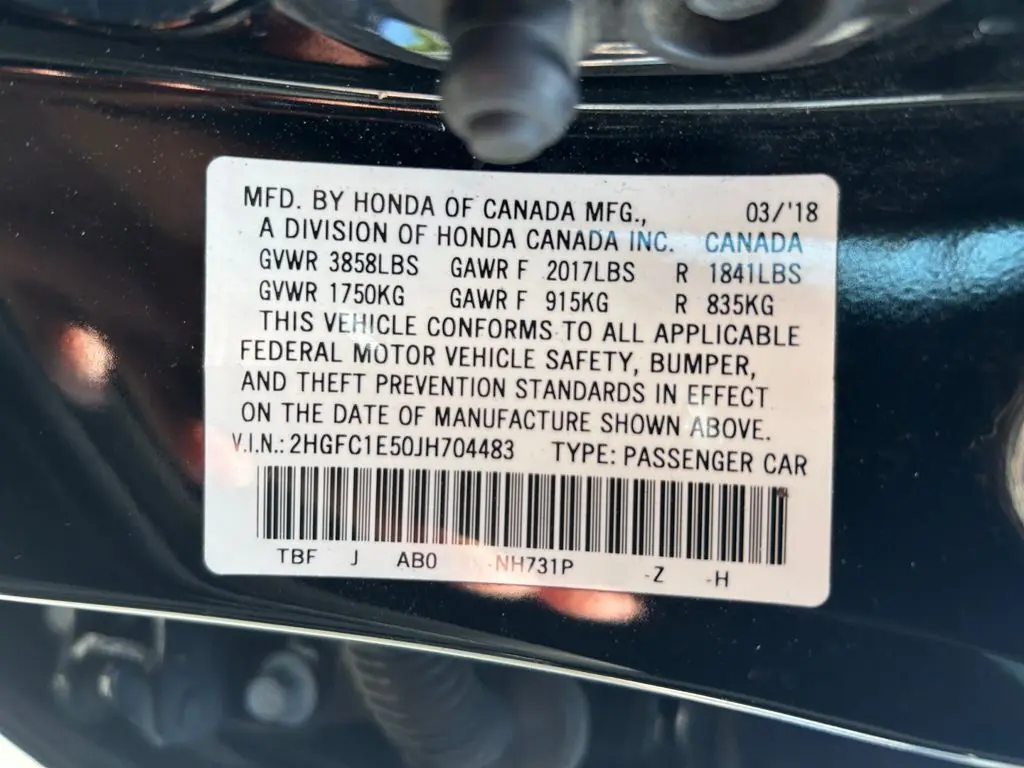 MFD. BY HONDA OF CANADA MFG., 03/'18
A DIVISION OF HONDA CANADA INC. CANADA
GVWR 3858LBS GAWR F 2017LBS R 1841LBS
GVWR 1750KG GAWR F 915KG R 835KG
THIS VEHICLE CONFORMS TO ALL APPLICABLE
FEDERAL MOTOR VEHICLE SAFETY, BUMPER,
AND THEFT PREVENTION STANDARDS IN EFFECT
ON THE DATE OF MANUFACTURE SHOWN ABOVE.
V.I.N.: 2HGFC1E50JH704483 TYPE: PASSENGER CAR
TBF J AB0 -NH731P -Z -H